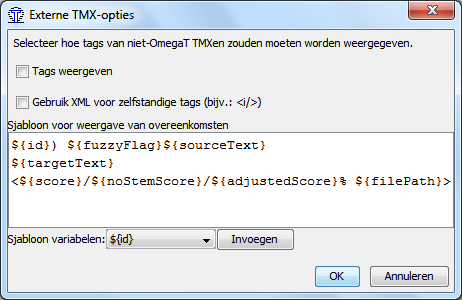 Externe TMX-opties
Selecteer hoe tags van niet-OmegaT TMXen zouden moeten worden weergegeven.
Tags weergeven
Gebruik XML voor zelfstandige tags (bijv.: <i/>)
Sjabloon voor weergave van overeenkomsten
${id}) ${fuzzyFlag}${sourceText}
${targetText}
<${score}/${noStemScore}/${adjustedScore}% ${filePath}>
Sjabloon variabelen: ${id} Invoegen
OK Annuleren